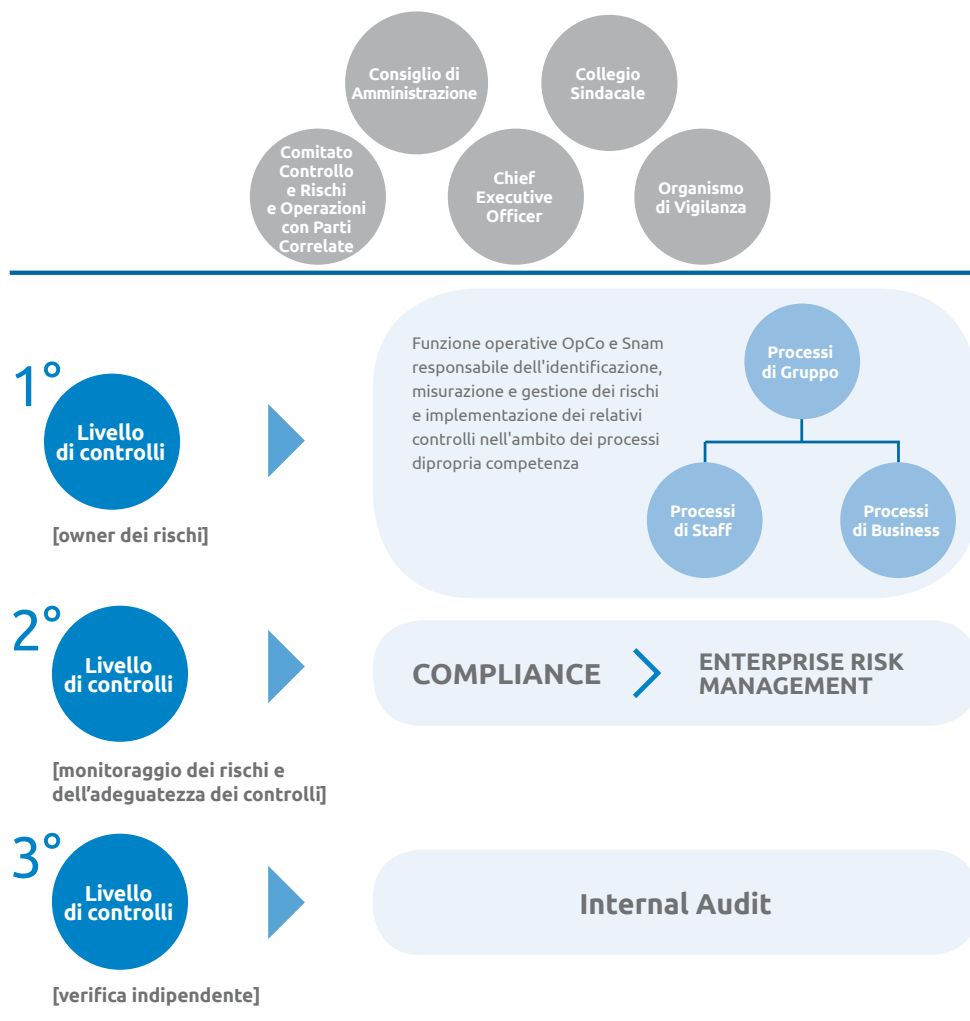 Consiglio di
Amministrazione
Collegio
Sindacale
Comitato
Controllo
e Rischi
e Operazioni
con Parti
Correlate
Chief
Executive
Officer
Organismo
di Vigilanza
1°
Livello
di controlli
[owner dei rischi]
Funzione operative OpCo e Snam
responsabile dell'identificazione,
misurazione e gestione dei rischi
e implementazione dei relativi
controlli nell'ambito dei processi
dipropria competenza
Processi
di Gruppo
Processi
di Staff
Processi
di Business
2°
Livello
di controlli
[monitoraggio dei rischi e
dell’adeguatezza dei controlli]
COMPLIANCE
ENTERPRISE RISK
MANAGEMENT
3°
Livello
di controlli
[verifica indipendente]
Internal Audit